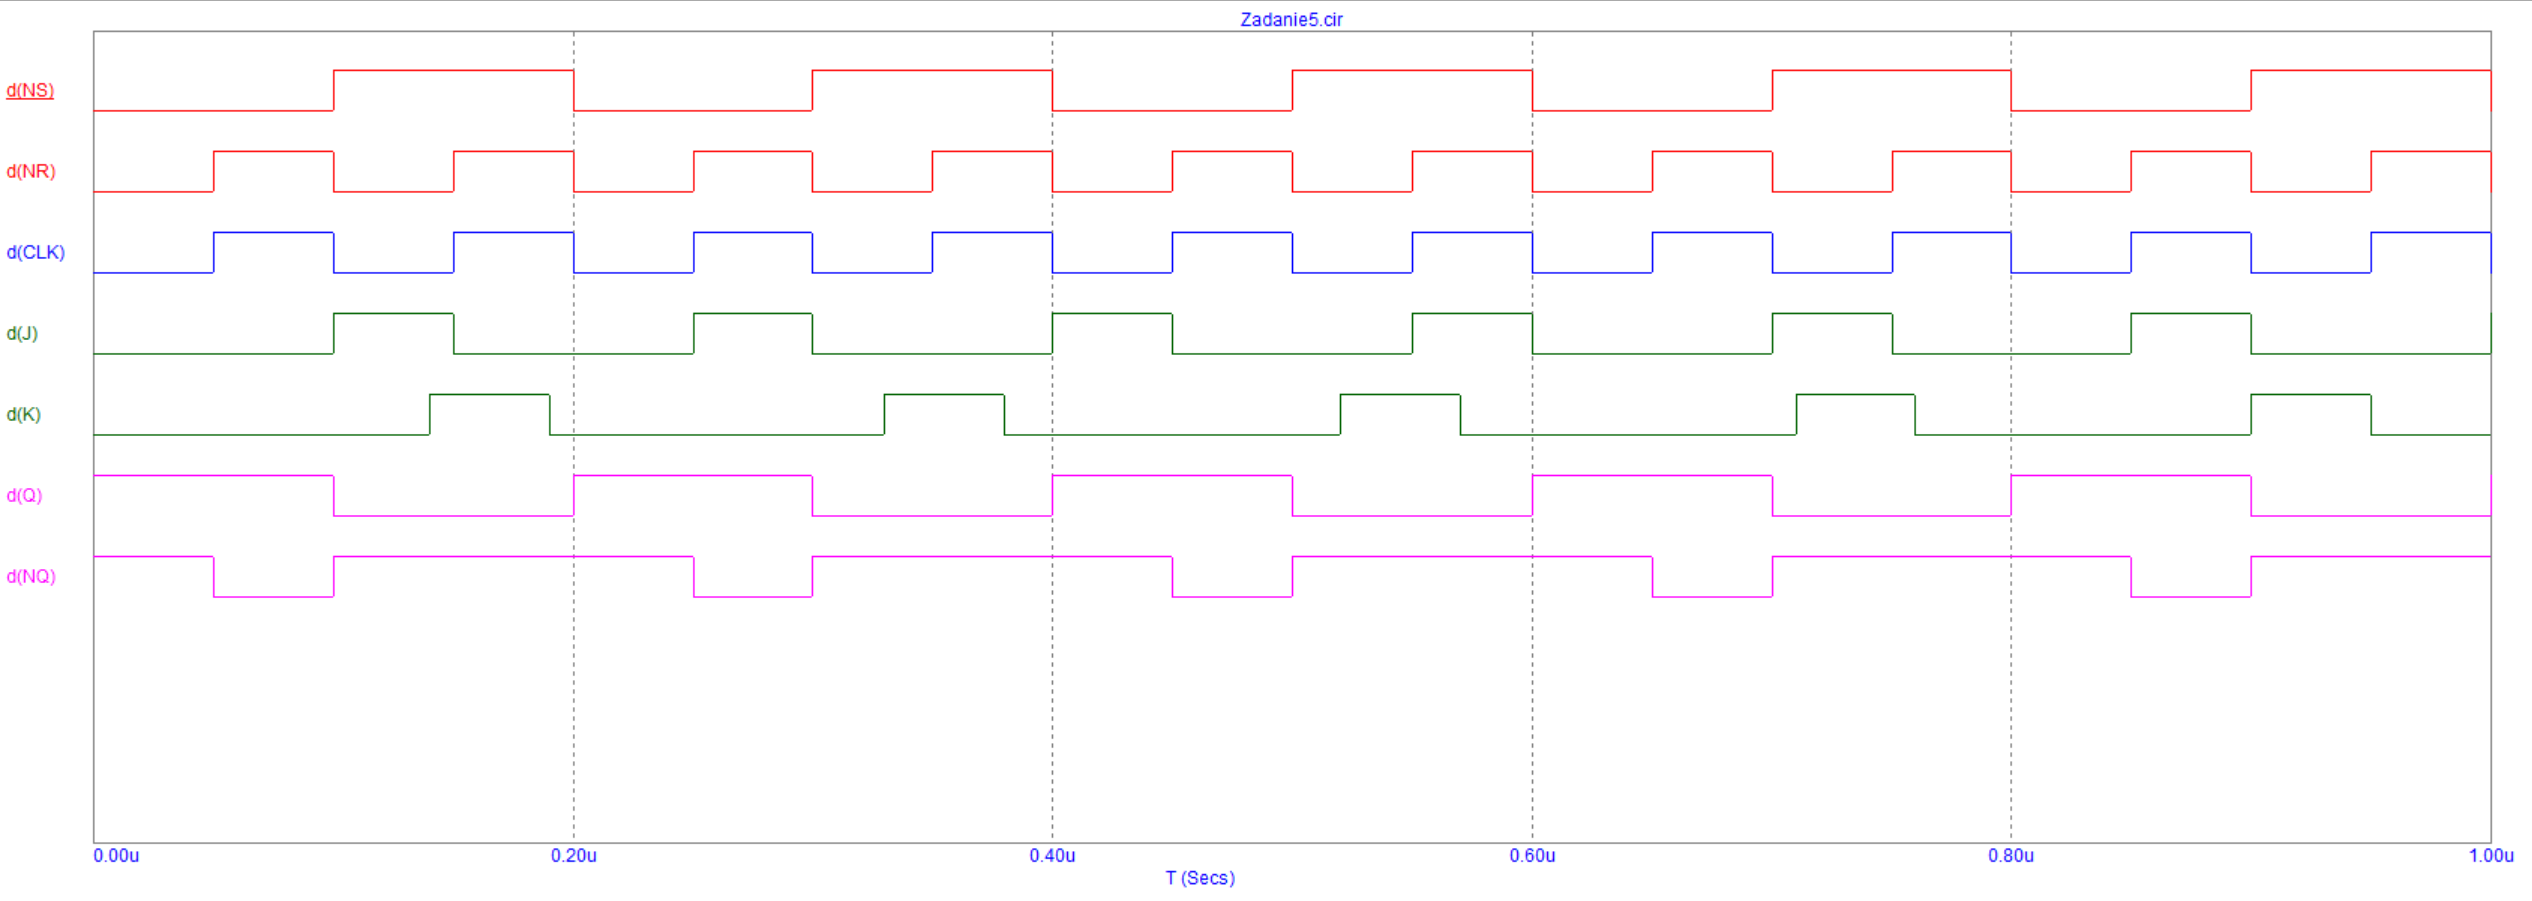 Zadanie5.cir
d(NS)
d(NR)
d(CLK)
d(J)
d(K)
d(Q)
d(NQ)
0.00u 0.20u 0.40u 0.60u 0.80u 1.00u
T (Secs)